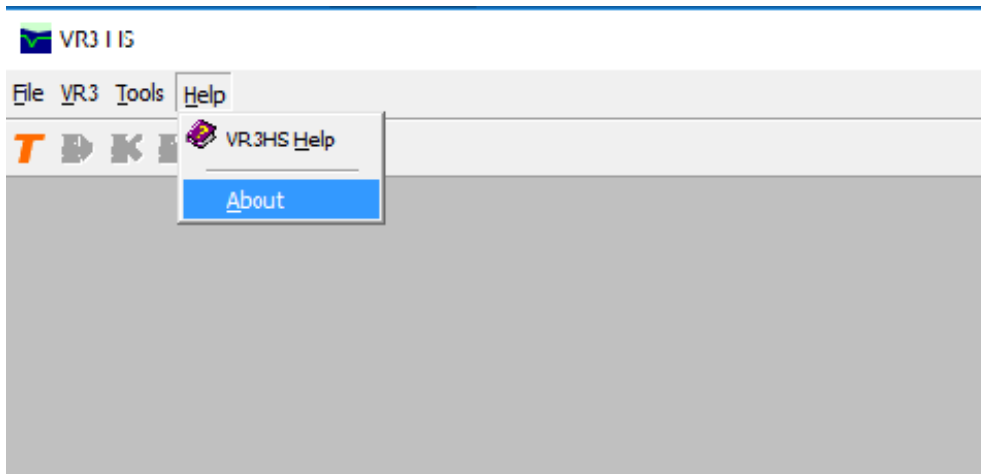 VR3 HS
File VR3 Tools Help
T
VR3HS Help
About